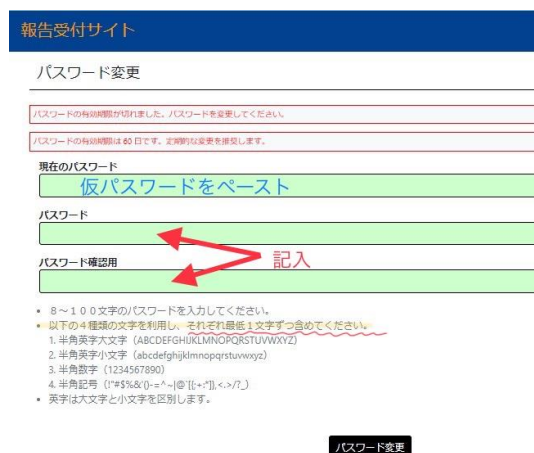 報告受付サイト
パスワード変更
パスワードの有効期限が切れました。パスワードを変更してください。
パスワードの有効期限は 60 日です。定期的な変更を推奨します。
現在のパスワード
仮パスワードをペースト
パスワード
記入
パスワード確認用
• 8～100文字のパスワードを入力してください。
• 以下の4種類の文字を利用し、それぞれ最低1文字ずつ含めてください。
1. 半角英字大文字（ABCDEFGHIJKLMNOPQRSTUVWXYZ）
2. 半角英字小文字（abcdefghijklmnopqrstuvwxyz）
3. 半角数字（1234567890）
4. 半角記号（!"#$%&'()-=^~|@`[{;+:*]},<.>/?_）
• 英字は大文字と小文字を区別します。
パスワード変更